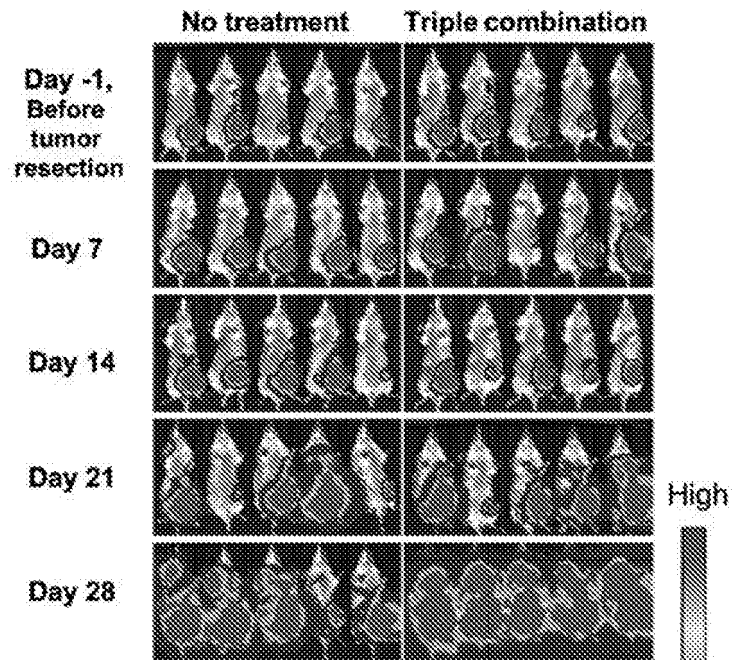 No treatment
Triple combination
Day -1,
Before
tumor
resection
Day 7
Day 14
Day 21
Day 28
High